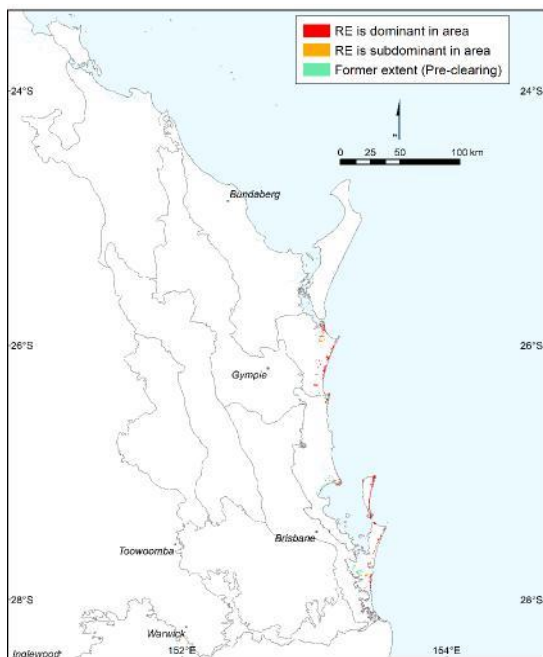 RE is dominant in area
RE is subdominant in area
Former extent (Pre-clearing)
24°S
N
0 25 50 100 km
Bundaberg
26°S
26°S
Gympie
Brisbane
Toowoomba
28°S
28°S
Warwick
152°E
154°E
Inglewood